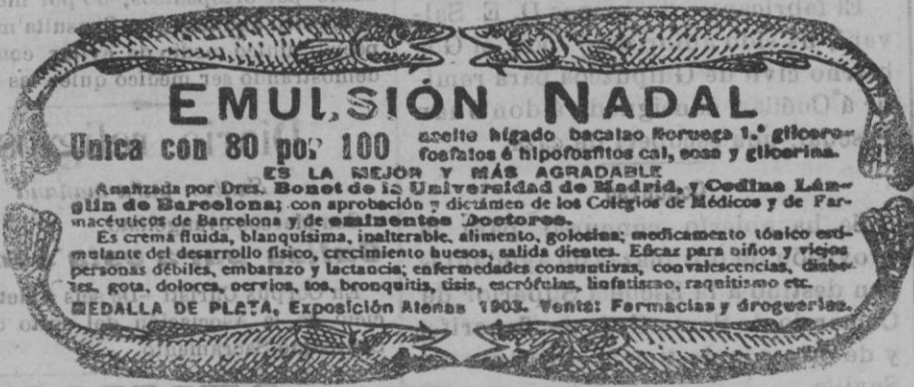 EMULSIÓN NADAL
Unica con 80 por 100 aceite hígado bacalao Noruega 1.ª glicero-
fosfatos é hipofosfitos cal, sosa y glicerina.
ES LA MEJOR Y MÁS AGRADABLE
Analizada por Dres. Bonet de la Universidad de Madrid, y Codina Län-
glin de Barcelona; con aprobación y dictámen de los Colegios de Médicos y de Far-
macéuticos de Barcelona y de eminentes Doctores.
Es crema fluida, blanquísima, inalterable, alimento, golosina; medicamento tónico esti-
mulante del desarrollo físico, crecimiento huesos, salida dientes. Eficaz para niños y viejos
personas débiles, embarazo y lactancia; enfermedades consuntivas, convalescencias, diabe-
tes, gota, dolores, nervios, tos, bronquitis, tisis, escrófulas, linfatismo, raquitismo etc.
MEDALLA DE PLATA, Exposición Atenas 1903. Venta: Farmacias y droguerías.